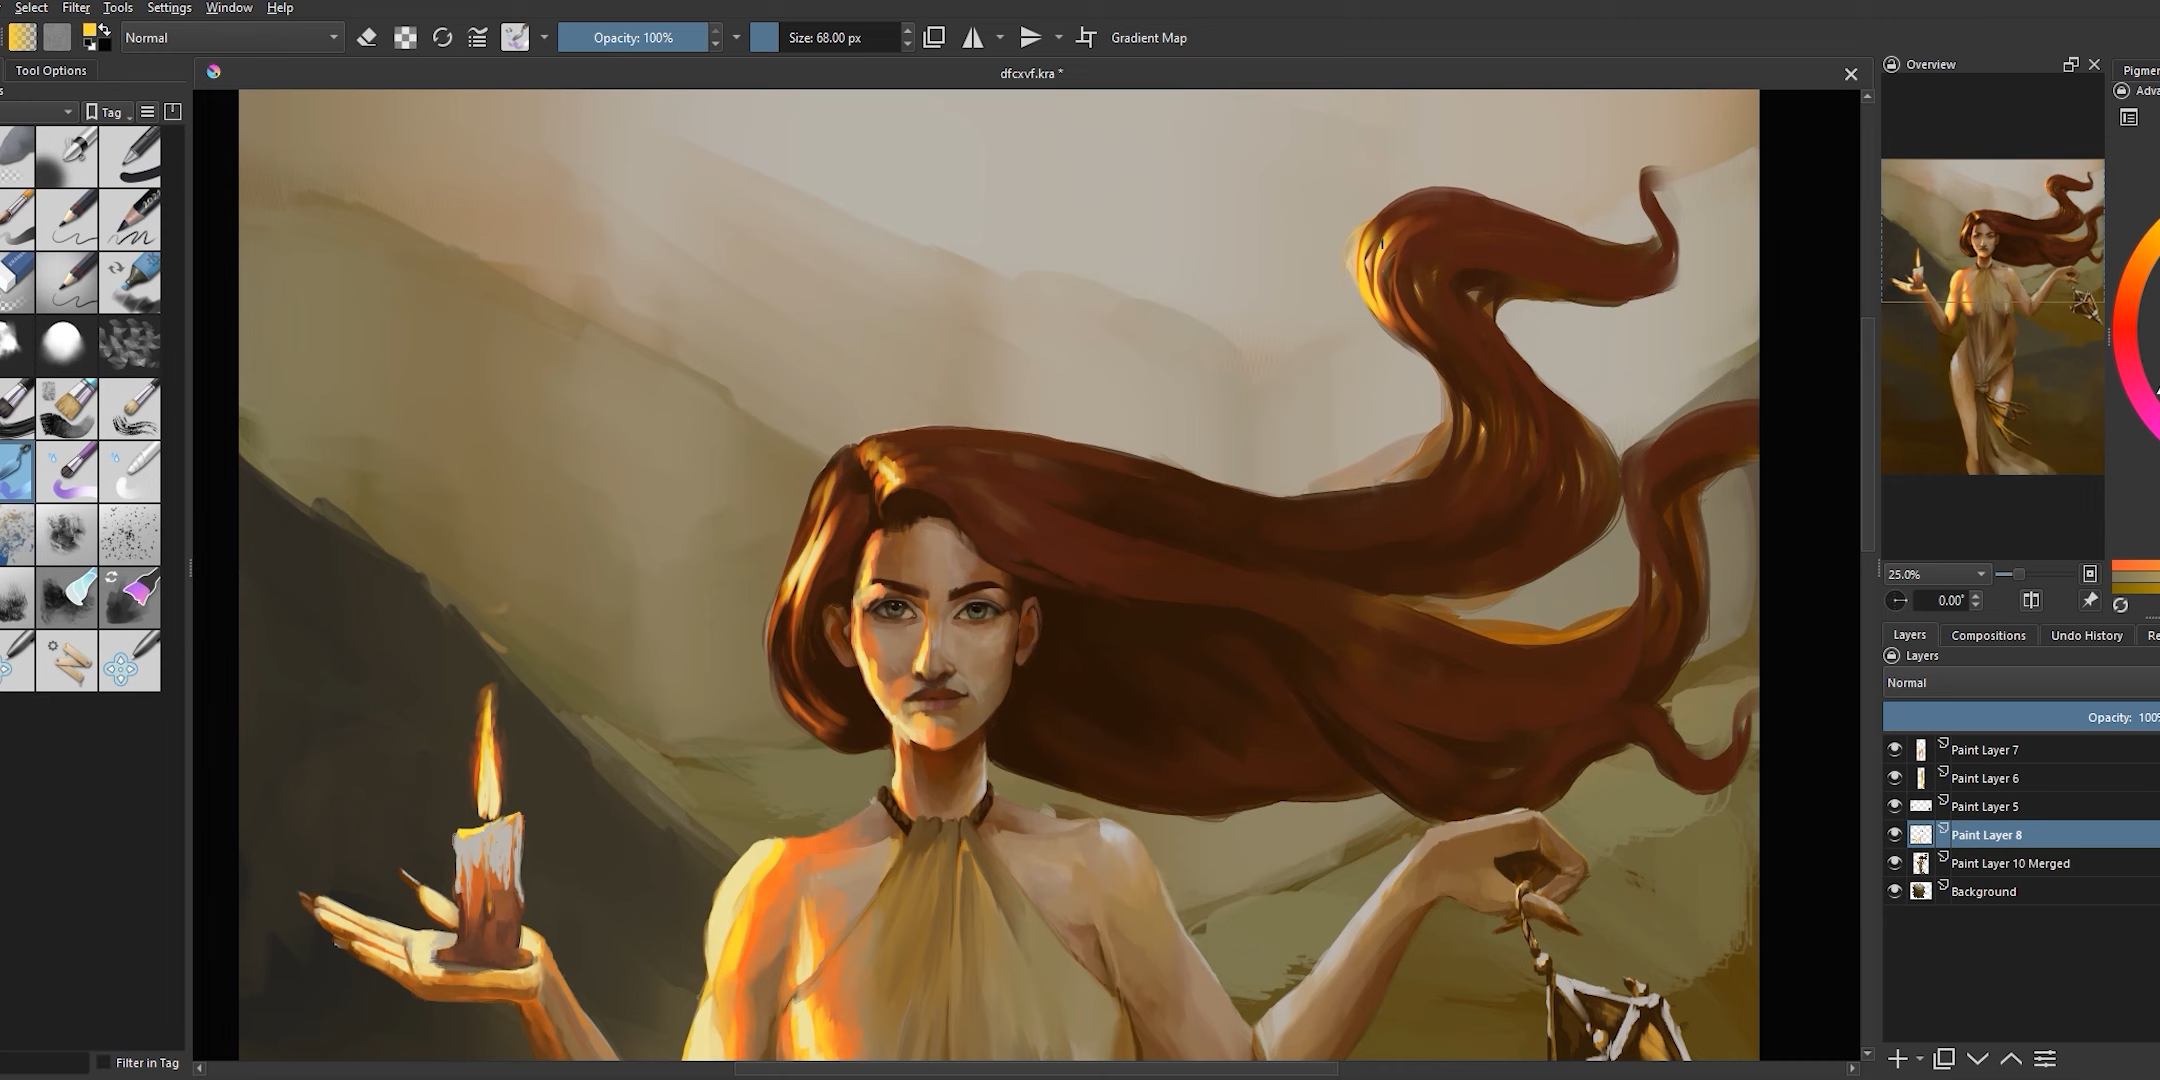 Select Filter Tools Settings Window Help
Normal Opacity: 100% Size: 68.00 px Gradient Map
Tool Options
dfcxvf.kra *
Overview
Tag
25.0%
0.00°
Layers Compositions Undo History
Layers
Normal
Opacity: 100%
Paint Layer 7
Paint Layer 6
Paint Layer 5
Paint Layer 8
Paint Layer 10 Merged
Background
Filter in Tag